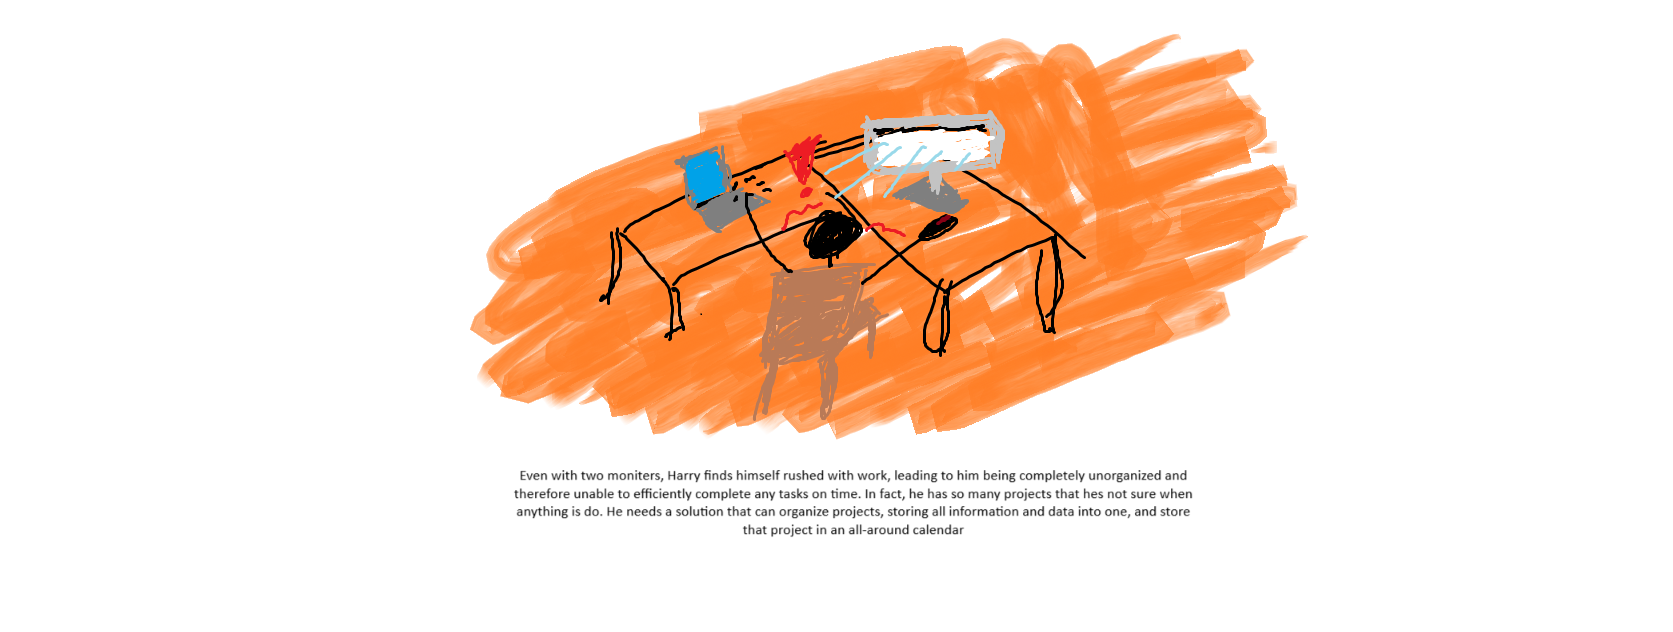 Even with two moniters, Harry finds himself rushed with work, leading to him being completely unorganized and
therefore unable to efficiently complete any tasks on time. In fact, he has so many projects that hes not sure when
anything is do. He needs a solution that can organize projects, storing all information and data into one, and store
that project in an all-around calendar